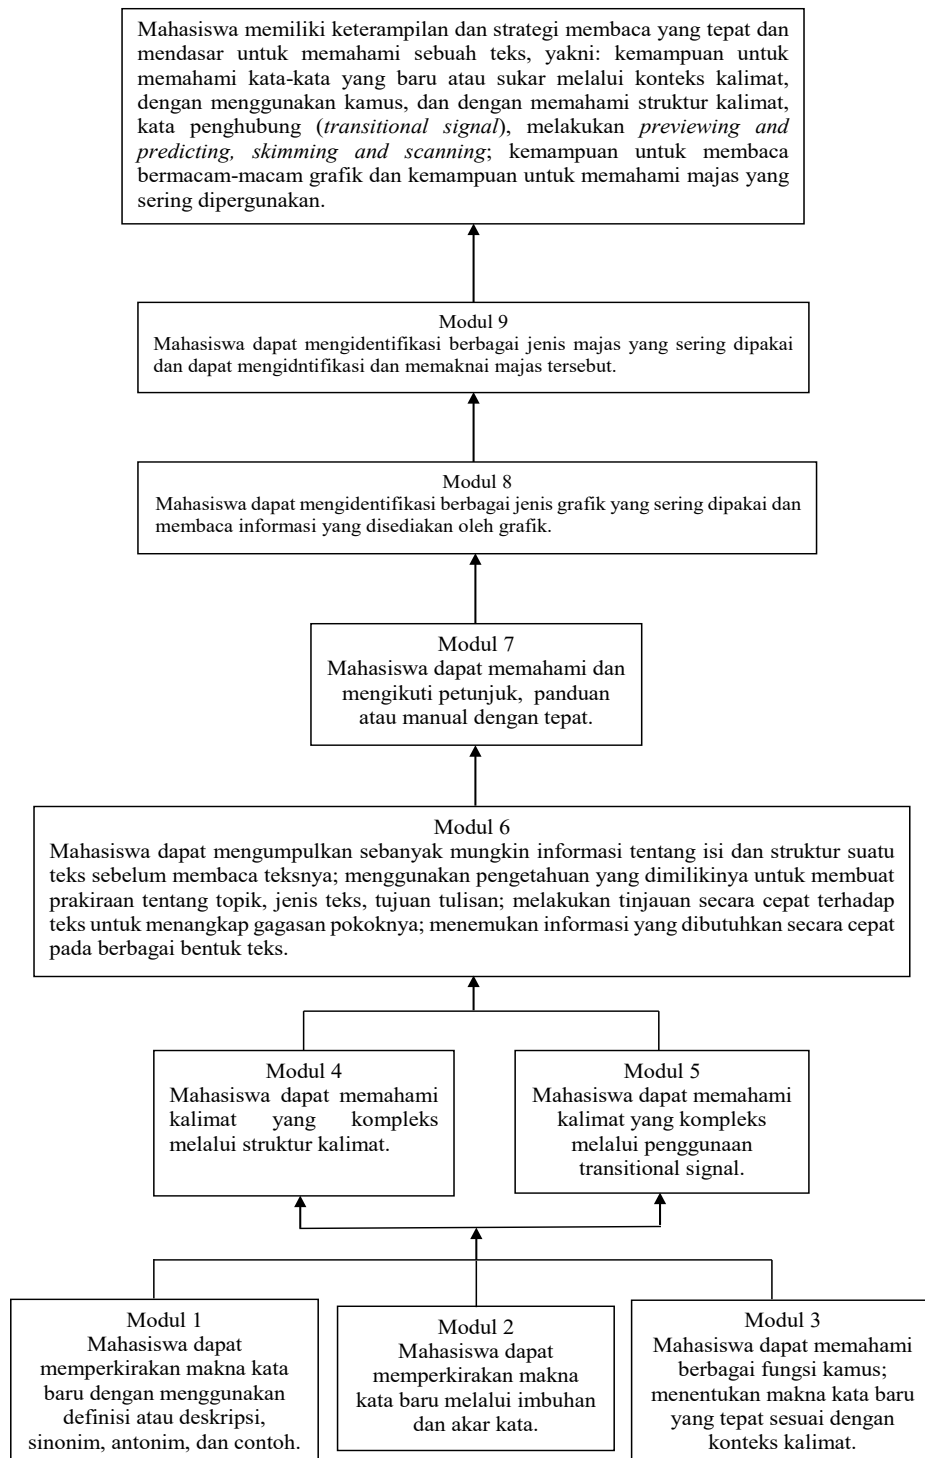 Mahasiswa memiliki keterampilan dan strategi membaca yang tepat dan
mendasar untuk memahami sebuah teks, yakni: kemampuan untuk
memahami kata-kata yang baru atau sukar melalui konteks kalimat,
dengan menggunakan kamus, dan dengan memahami struktur kalimat,
kata penghubung (transitional signal), melakukan previewing and
predicting, skimming and scanning; kemampuan untuk membaca
bermacam-macam grafik dan kemampuan untuk memahami majas yang
sering dipergunakan.
Modul 9
Mahasiswa dapat mengidentifikasi berbagai jenis majas yang sering dipakai
dan dapat mengidntifikasi dan memaknai majas tersebut.
Modul 8
Mahasiswa dapat mengidentifikasi berbagai jenis grafik yang sering dipakai dan
membaca informasi yang disediakan oleh grafik.
Modul 7
Mahasiswa dapat memahami dan
mengikuti petunjuk, panduan
atau manual dengan tepat.
Modul 6
Mahasiswa dapat mengumpulkan sebanyak mungkin informasi tentang isi dan struktur suatu
teks sebelum membaca teksnya; menggunakan pengetahuan yang dimilikinya untuk membuat
prakiraan tentang topik, jenis teks, tujuan tulisan; melakukan tinjauan secara cepat terhadap
teks untuk menangkap gagasan pokoknya; menemukan informasi yang dibutuhkan secara cepat
pada berbagai bentuk teks.
Modul 4
Mahasiswa dapat memahami
kalimat yang kompleks
melalui struktur kalimat.
Modul 5
Mahasiswa dapat memahami
kalimat yang kompleks
melalui penggunaan
transitional signal.
Modul 1
Mahasiswa dapat
memperkirakan makna kata
baru dengan menggunakan
definisi atau deskripsi,
sinonim, antonim, dan contoh.
Modul 2
Mahasiswa dapat
memperkirakan makna
kata baru melalui imbuhan
dan akar kata.
Modul 3
Mahasiswa dapat memahami
berbagai fungsi kamus;
menentukan makna kata baru
yang tepat sesuai dengan
konteks kalimat.